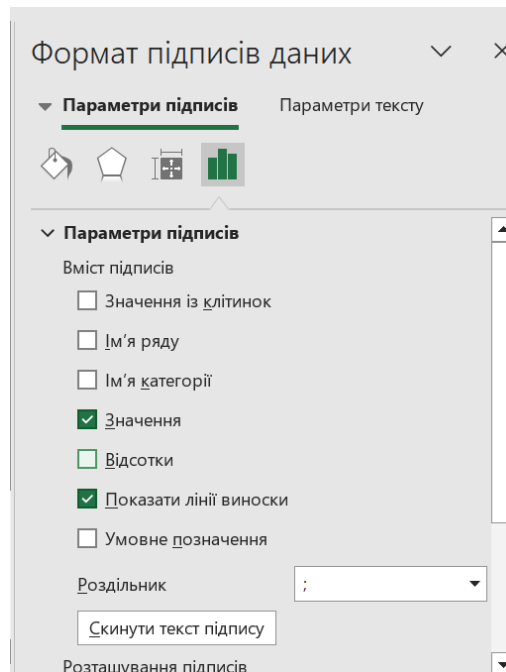 Формат підписів даних
Параметри підписів Параметри тексту
Параметри підписів
Вміст підписів
Значення із клітинок
Ім’я ряду
Ім’я категорії
Значення
Відсотки
Показати лінії виноски
Умовне позначення
Роздільник ;
Скинути текст підпису
Розташування підписів